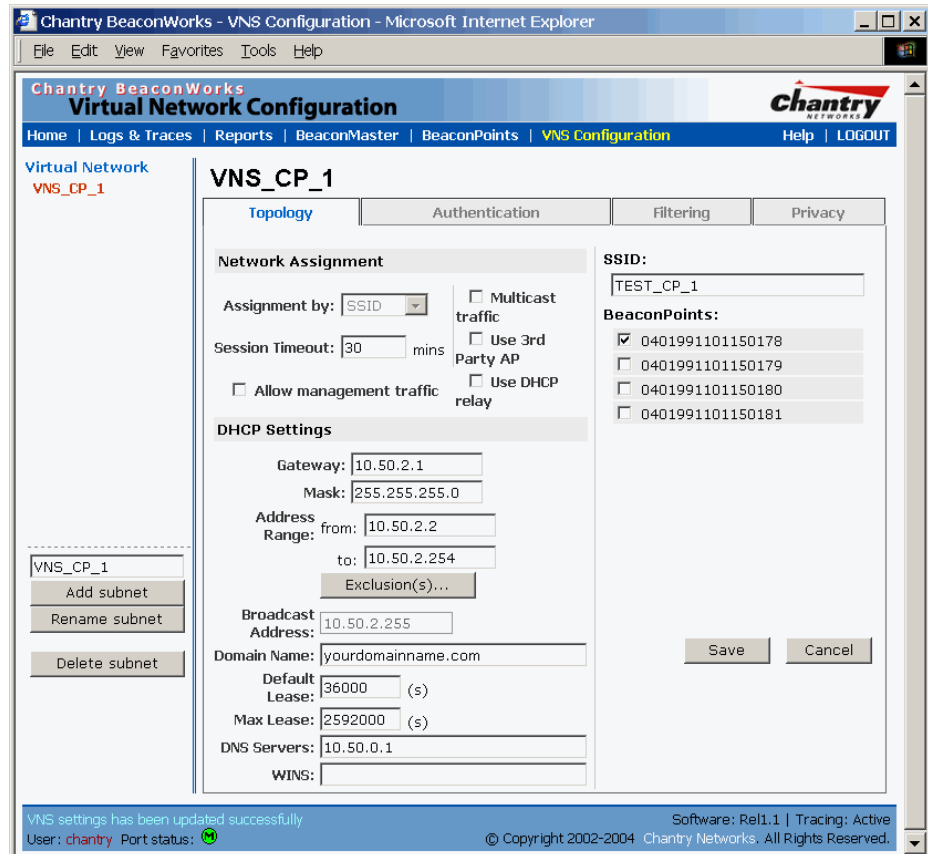 Chantry BeaconWorks - VNS Configuration - Microsoft Internet Explorer
File Edit View Favorites Tools Help
Chantry BeaconWorks
Virtual Network Configuration
chantry
NETWORKS
Home | Logs & Traces | Reports | BeaconMaster | BeaconPoints | VNS Configuration Help | LOGOUT
Virtual Network
VNS_CP_1
VNS_CP_1
Topology Authentication Filtering Privacy
Network Assignment
Assignment by: SSID
Multicast traffic
Session Timeout: 30 mins
Use 3rd Party AP
Allow management traffic
Use DHCP relay
SSID:
TEST_CP_1
BeaconPoints:
0401991101150178
0401991101150179
0401991101150180
0401991101150181
DHCP Settings
Gateway: 10.50.2.1
Mask: 255.255.255.0
Address Range: from: 10.50.2.2
to: 10.50.2.254
Exclusion(s)...
Broadcast Address: 10.50.2.255
Domain Name: yourdomainname.com
Default Lease: 36000 (s)
Max Lease: 2592000 (s)
DNS Servers: 10.50.0.1
WINS:
VNS_CP_1
Add subnet
Rename subnet
Delete subnet
Save Cancel
VNS settings has been updated successfully Software: Rel1.1 | Tracing: Active
User: chantry Port status: M © Copyright 2002-2004 Chantry Networks. All Rights Reserved.